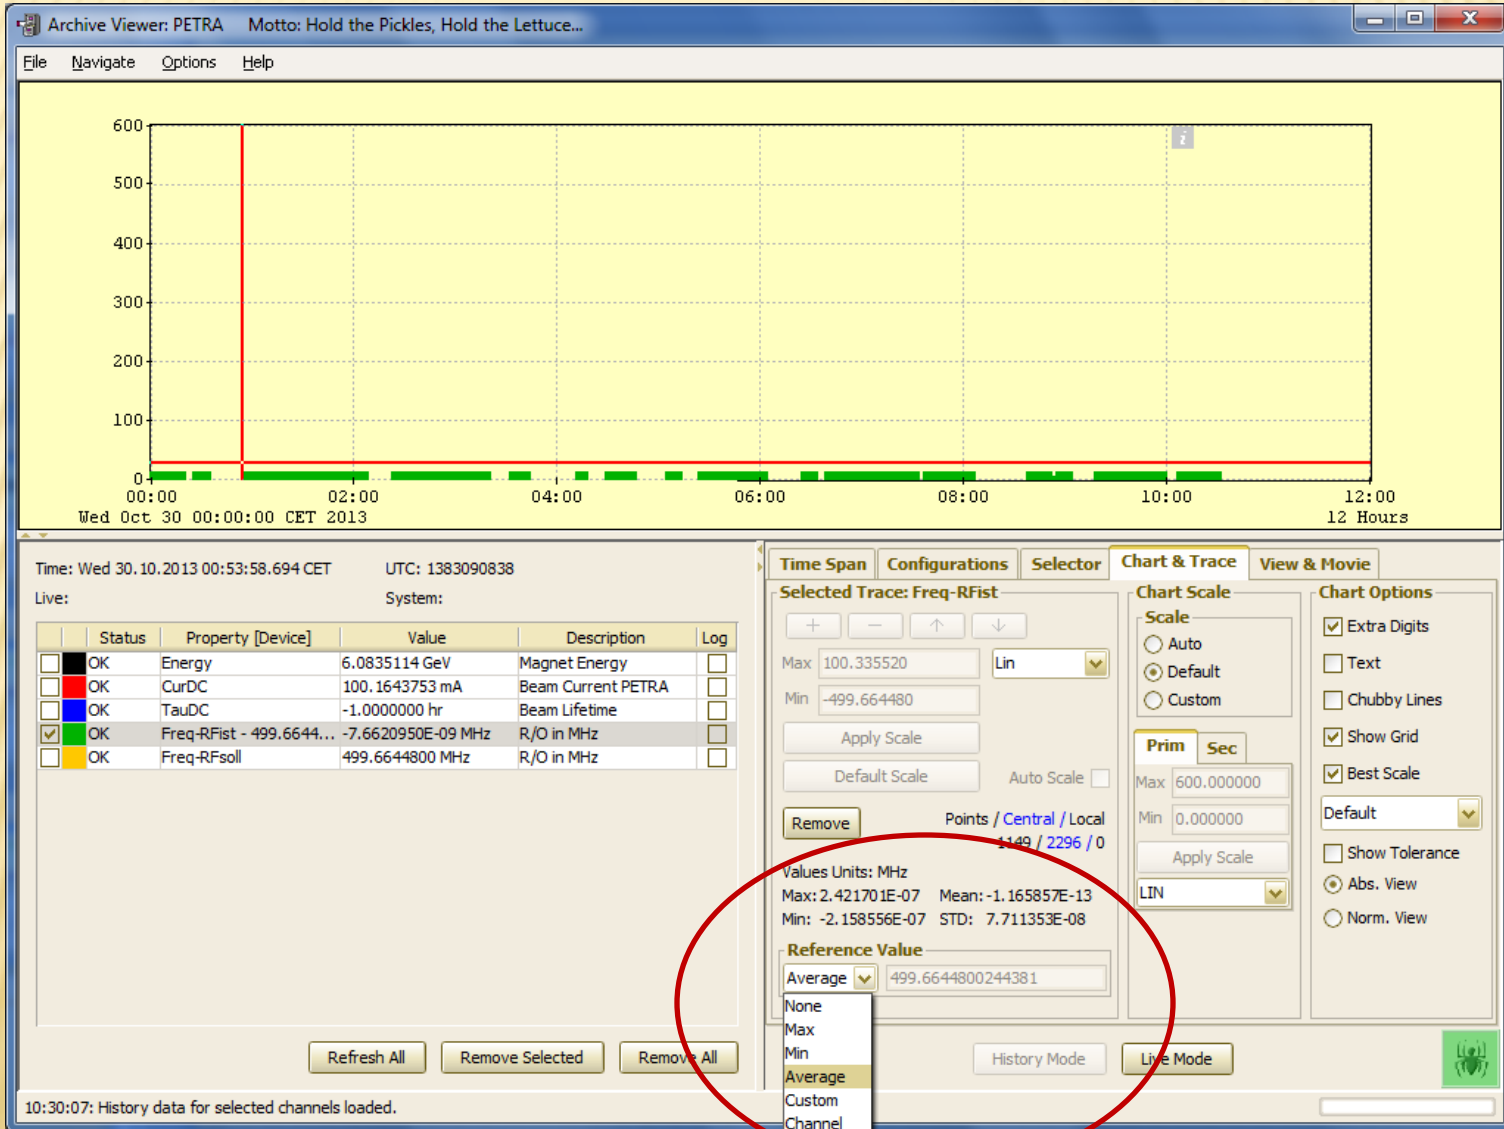 Archive Viewer: PETRA Motto: Hold the Pickles, Hold the Lettuce...
File Navigate Options Help
600
500
400
300
200
100
0
00:00 02:00 04:00 06:00 08:00 10:00 12:00
Wed Oct 30 00:00:00 CET 2013 12 Hours
i
Time: Wed 30.10.2013 00:53:58.694 CET UTC: 1383090838
Live: System:
Status Property [Device] Value Description Log
OK Energy 6.0835114 GeV Magnet Energy
OK CurDC 100.1643753 mA Beam Current PETRA
OK TauDC -1.0000000 hr Beam Lifetime
OK Freq-RFist - 499.6644... -7.6620950E-09 MHz R/O in MHz
OK Freq-RFsoll 499.6644800 MHz R/O in MHz
Refresh All Remove Selected Remove All
Time Span Configurations Selector Chart & Trace View & Movie
Selected Trace: Freq-RFist
+ − ↑ ↓
Max 100.335520 Lin
Min -499.664480
Apply Scale
Default Scale Auto Scale
Remove Points / Central / Local
1149 / 2296 / 0
Values Units: MHz
Max: 2.421701E-07 Mean: -1.165857E-13
Min: -2.158556E-07 STD: 7.711353E-08
Reference Value
Average 499.6644800244381
None
Max
Min
Average
Custom
Channel
Chart Scale
Scale
Auto
Default
Custom
Prim Sec
Max 600.000000
Min 0.000000
Apply Scale
LIN
Chart Options
Extra Digits
Text
Chubby Lines
Show Grid
Best Scale
Default
Show Tolerance
Abs. View
Norm. View
History Mode Live Mode
10:30:07: History data for selected channels loaded.